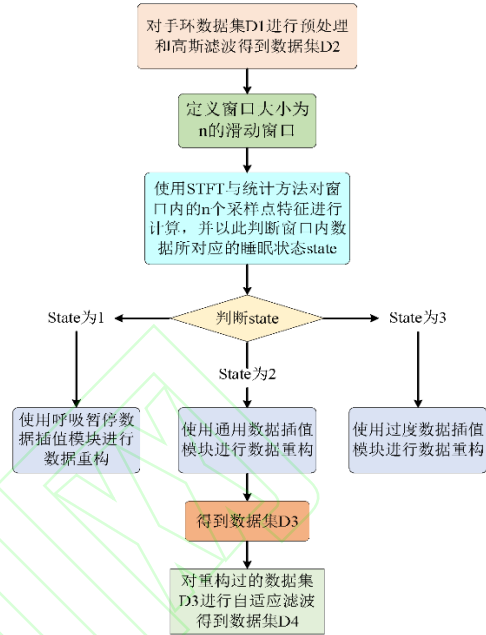 对手环数据集D1进行预处理
和高斯滤波得到数据集D2
定义窗口大小为
n的滑动窗口
使用STFT与统计方法对窗
口内的n个采样点特征进行
计算，并以此判断窗口内数
据所对应的睡眠状态state
判断state
State为1
State为3
State为2
使用呼吸暂停数
据插值模块进行
数据重构
使用通用数据插值
模块进行数据重构
使用过度数据插值
模块进行数据重构
得到数据集D3
对重构过的数据集
D3进行自适应滤波
得到数据集D4